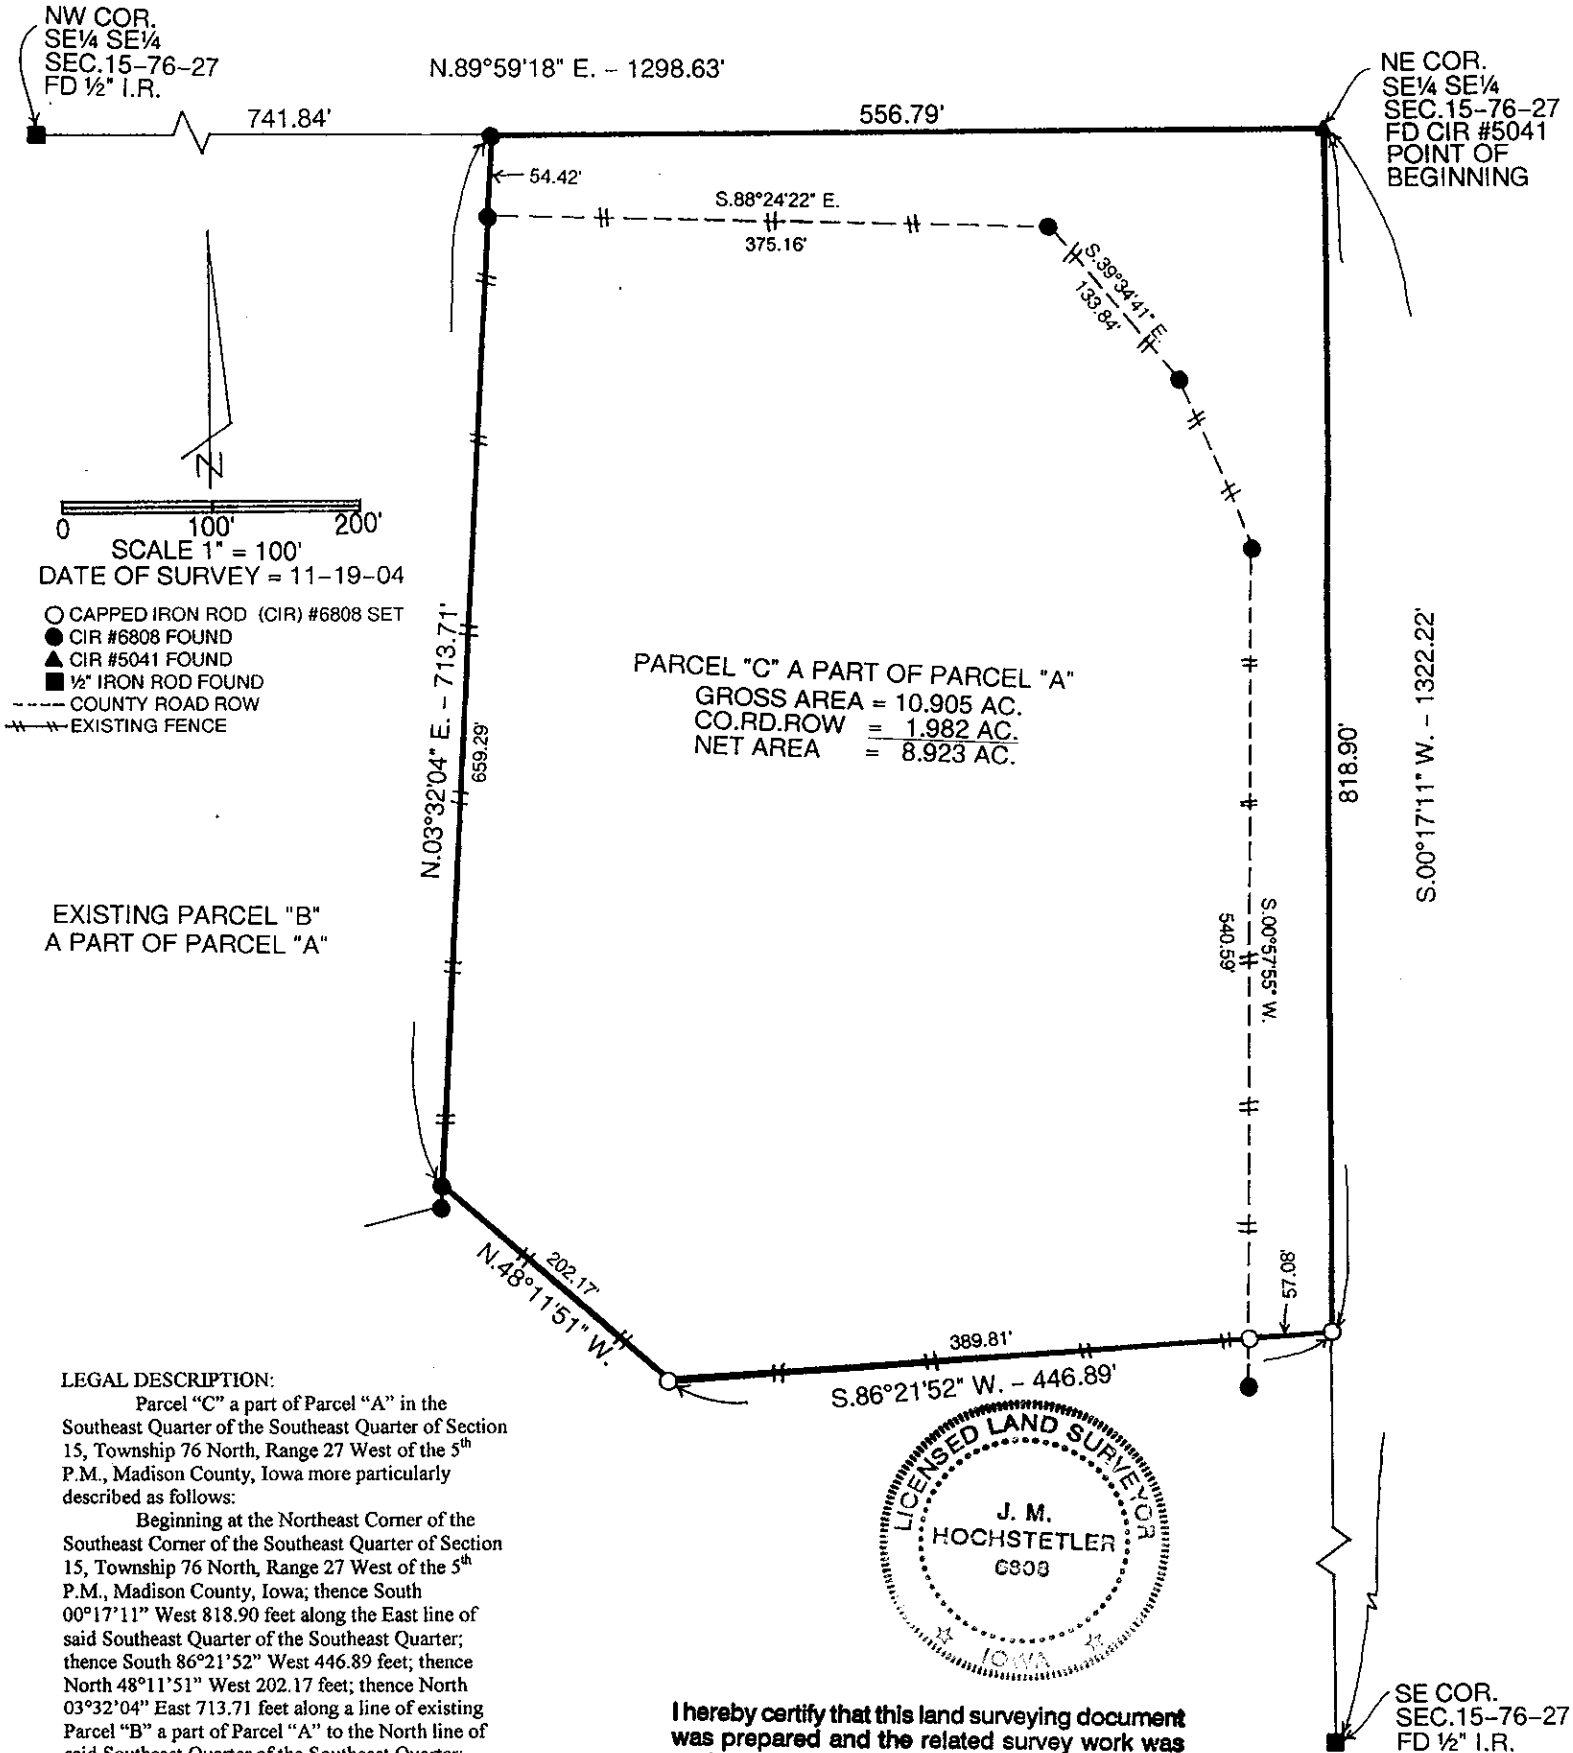 NW COR.
SE¼ SE¼
SEC.15–76–27
FD ½" I.R.
N.89°59'18" E. – 1298.63'
NE COR.
SE¼ SE¼
SEC.15–76–27
FD CIR #5041
POINT OF
BEGINNING
741.84'
556.79'
54.42'
S.88°24'22" E.
375.16'
S.39°34'41" E.
133.84'
N
0 100' 200'
SCALE 1" = 100'
DATE OF SURVEY = 11–19–04
CAPPED IRON ROD (CIR) #6808 SET
CIR #6808 FOUND
CIR #5041 FOUND
½" IRON ROD FOUND
COUNTY ROAD ROW
EXISTING FENCE
N.03°32'04" E. – 713.71'
659.29'
PARCEL "C" A PART OF PARCEL "A"
GROSS AREA = 10.905 AC.
CO.RD.ROW = 1.982 AC.
NET AREA = 8.923 AC.
818.90'
S.00°17'11" W. – 1322.22'
EXISTING PARCEL "B"
A PART OF PARCEL "A"
S.00°57'55" W.
540.59'
57.08'
202.17'
N.48°11'51" W.
389.81'
S.86°21'52" W. – 446.89'
LEGAL DESCRIPTION:
Parcel “C” a part of Parcel “A” in the
Southeast Quarter of the Southeast Quarter of Section
15, Township 76 North, Range 27 West of the 5th
P.M., Madison County, Iowa more particularly
described as follows:
Beginning at the Northeast Corner of the
Southeast Corner of the Southeast Quarter of Section
15, Township 76 North, Range 27 West of the 5th
P.M., Madison County, Iowa; thence South
00°17’11” West 818.90 feet along the East line of
said Southeast Quarter of the Southeast Quarter;
thence South 86°21’52” West 446.89 feet; thence
North 48°11’51” West 202.17 feet; thence North
03°32’04” East 713.71 feet along a line of existing
Parcel “B” a part of Parcel “A” to the North line of
said Southeast Quarter of the Southeast Quarter;
LICENSED LAND SURVEYOR
J. M.
HOCHSTETLER
6808
IOWA
I hereby certify that this land surveying document
was prepared and the related survey work was
SE COR.
SEC.15–76–27
FD ½" I.R.